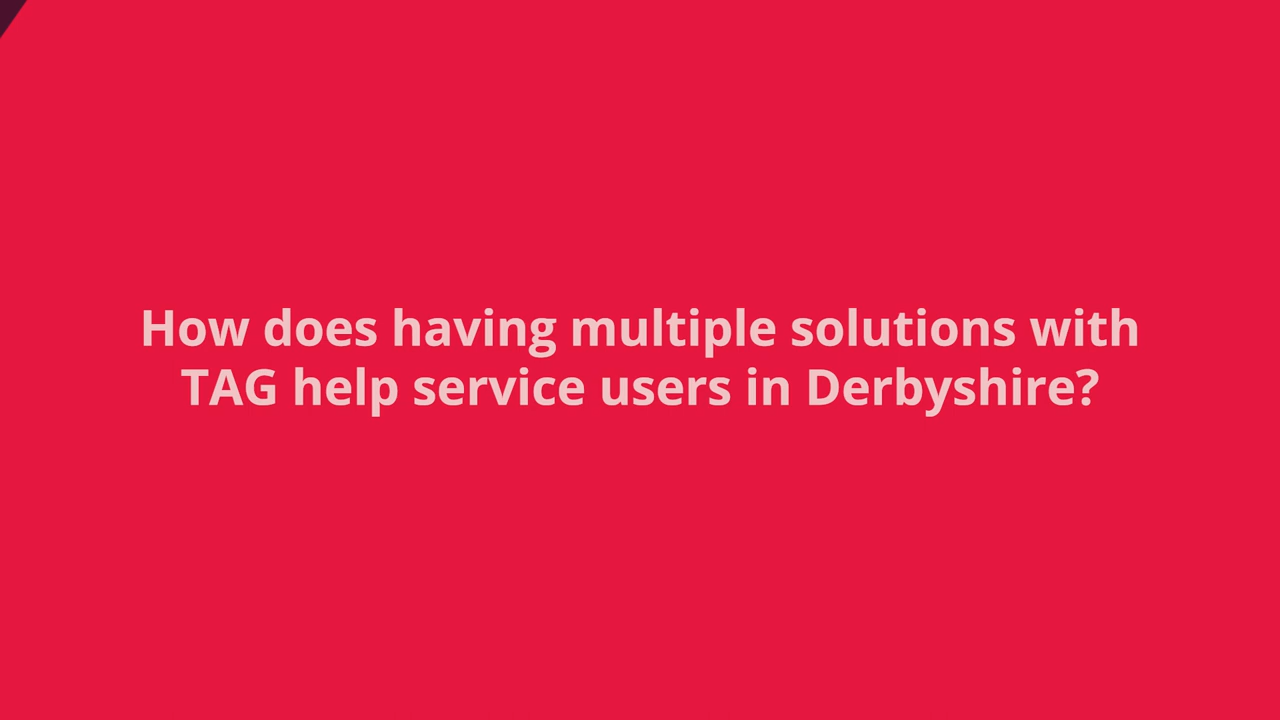 How does having multiple solutions with
TAG help service users in Derbyshire?